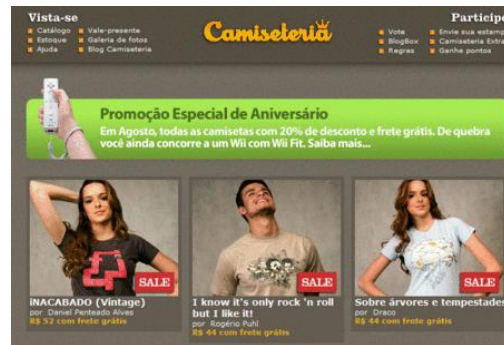 Vista-se
Catálogo
Vale-presente
Estoque
Galeria de fotos
Ajuda
Blog Camiseteria
Camiseteria
Participe
Vote
Envie sua estamp
BlogBox
Camiseteria Extra
Regras
Ganhe pontos
Promoção Especial de Aniversário
Em Agosto, todas as camisetas com 20% de desconto e frete grátis. De quebra
você ainda concorre a um Wii com Wii Fit. Saiba mais...
SALE
SALE
SALE
iNACABADO (Vintage)
por Daniel Penteado Alves
R$ 52 com frete grátis
I know it's only rock 'n roll
but I like it!
por Rogério Puhl
R$ 44 com frete grátis
Sobre árvores e tempestades
por Draco
R$ 44 com frete grátis